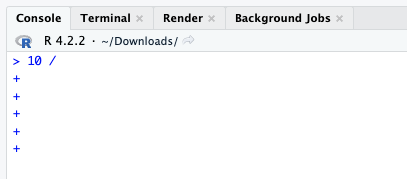 Console Terminal × Render × Background Jobs ×
R R 4.2.2 · ~/Downloads/
> 10 /
+
+
+
+
+